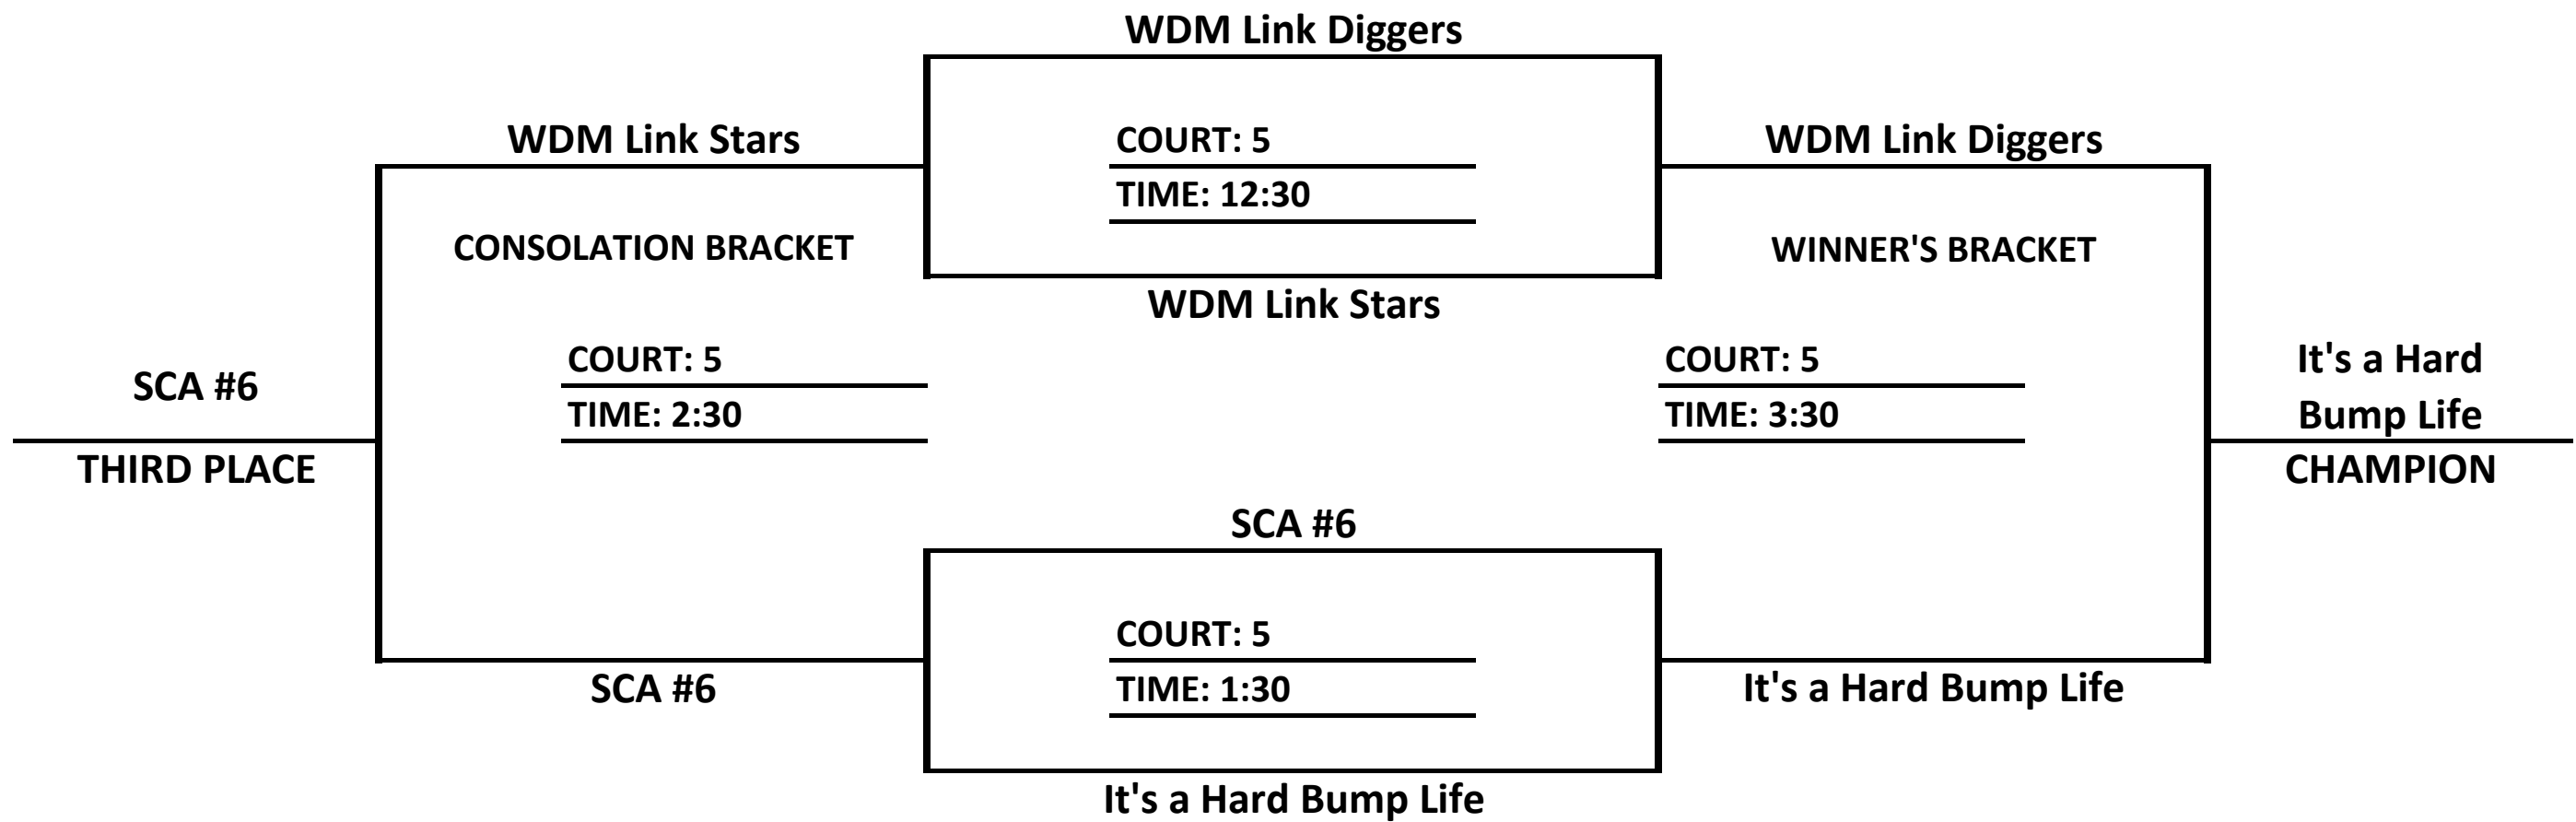 WDM Link Diggers
WDM Link Stars
COURT: 5
WDM Link Diggers
TIME: 12:30
CONSOLATION BRACKET
WINNER'S BRACKET
WDM Link Stars
SCA #6
COURT: 5
COURT: 5
It's a Hard
TIME: 2:30
TIME: 3:30
Bump Life
THIRD PLACE
CHAMPION
SCA #6
COURT: 5
SCA #6
TIME: 1:30
It's a Hard Bump Life
It's a Hard Bump Life